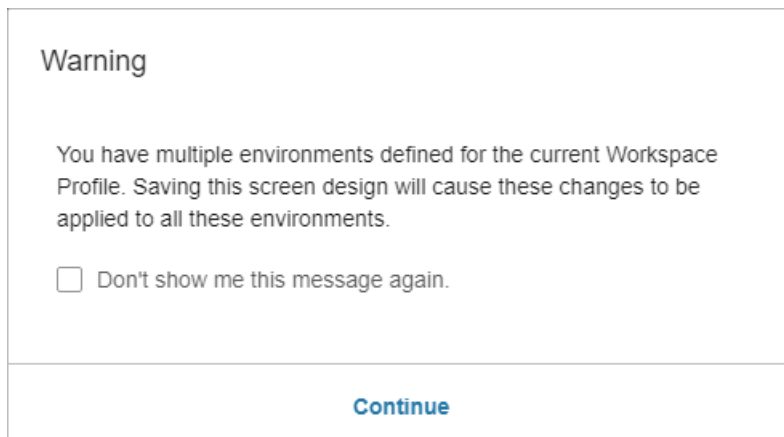 Warning
You have multiple environments defined for the current Workspace
Profile. Saving this screen design will cause these changes to be
applied to all these environments.
Don't show me this message again.
Continue